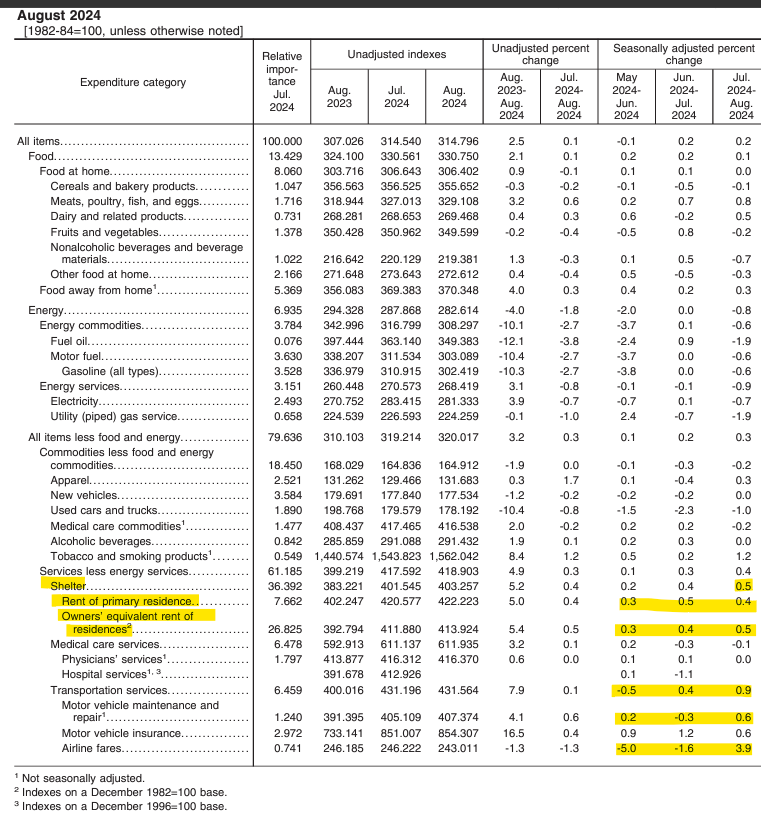 August 2024
[1982-84=100, unless otherwise noted]
Expenditure category
Relative impor- tance Jul. 2024
Unadjusted indexes
Unadjusted percent change
Seasonally adjusted percent change
Aug. 2023
Jul. 2024
Aug. 2024
Aug. 2023- Aug. 2024
Jul. 2024- Aug. 2024
May 2024- Jun. 2024
Jun. 2024- Jul. 2024
Jul. 2024- Aug. 2024
All items 100.000 307.026 314.540 314.796 2.5 0.1 -0.1 0.2 0.2
Food 13.429 324.100 330.561 330.750 2.1 0.1 0.2 0.2 0.1
Food at home 8.060 303.716 306.643 306.402 0.9 -0.1 0.1 0.1 0.0
Cereals and bakery products 1.047 356.563 356.525 355.652 -0.3 -0.2 -0.1 -0.5 -0.1
Meats, poultry, fish, and eggs 1.716 318.944 327.013 329.108 3.2 0.6 0.2 0.7 0.8
Dairy and related products 0.731 268.281 268.653 269.468 0.4 0.3 0.6 -0.2 0.5
Fruits and vegetables 1.378 350.428 350.962 349.599 -0.2 -0.4 -0.5 0.8 -0.2
Nonalcoholic beverages and beverage
materials 1.022 216.642 220.129 219.381 1.3 -0.3 0.1 0.5 -0.7
Other food at home 2.166 271.648 273.643 272.612 0.4 -0.4 0.5 -0.5 -0.3
Food away from home1 5.369 356.083 369.383 370.348 4.0 0.3 0.4 0.2 0.3
Energy 6.935 294.328 287.868 282.614 -4.0 -1.8 -2.0 0.0 -0.8
Energy commodities 3.784 342.996 316.799 308.297 -10.1 -2.7 -3.7 0.1 -0.6
Fuel oil 0.076 397.444 363.140 349.383 -12.1 -3.8 -2.4 0.9 -1.9
Motor fuel 3.630 338.207 311.534 303.089 -10.4 -2.7 -3.7 0.0 -0.6
Gasoline (all types) 3.528 336.979 310.915 302.419 -10.3 -2.7 -3.8 0.0 -0.6
Energy services 3.151 260.448 270.573 268.419 3.1 -0.8 -0.1 -0.1 -0.9
Electricity 2.493 270.752 283.415 281.333 3.9 -0.7 -0.7 0.1 -0.7
Utility (piped) gas service 0.658 224.539 226.593 224.259 -0.1 -1.0 2.4 -0.7 -1.9
All items less food and energy 79.636 310.103 319.214 320.017 3.2 0.3 0.1 0.2 0.3
Commodities less food and energy
commodities 18.450 168.029 164.836 164.912 -1.9 0.0 -0.1 -0.3 -0.2
Apparel 2.521 131.262 129.466 131.683 0.3 1.7 0.1 -0.4 0.3
New vehicles 3.584 179.691 177.840 177.534 -1.2 -0.2 -0.2 -0.2 0.0
Used cars and trucks 1.890 198.768 179.579 178.192 -10.4 -0.8 -1.5 -2.3 -1.0
Medical care commodities1 1.477 408.437 417.465 416.538 2.0 -0.2 0.2 0.2 -0.2
Alcoholic beverages 0.842 285.859 291.088 291.432 1.9 0.1 0.2 0.3 0.0
Tobacco and smoking products1 0.549 1,440.574 1,543.823 1,562.042 8.4 1.2 0.5 0.2 1.2
Services less energy services 61.185 399.219 417.592 418.903 4.9 0.3 0.1 0.3 0.4
Shelter 36.392 383.221 401.545 403.257 5.2 0.4 0.2 0.4 0.5
Rent of primary residence 7.662 402.247 420.577 422.223 5.0 0.4 0.3 0.5 0.4
Owners' equivalent rent of
residences2 26.825 392.794 411.880 413.924 5.4 0.5 0.3 0.4 0.5
Medical care services 6.478 592.913 611.137 611.935 3.2 0.1 0.2 -0.3 -0.1
Physicians' services1 1.797 413.877 416.312 416.370 0.6 0.0 0.1 0.1 0.0
Hospital services1, 3 391.678 412.926 0.1 -1.1
Transportation services 6.459 400.016 431.196 431.564 7.9 0.1 -0.5 0.4 0.9
Motor vehicle maintenance and
repair1 1.240 391.395 405.109 407.374 4.1 0.6 0.2 -0.3 0.6
Motor vehicle insurance 2.972 733.141 851.007 854.307 16.5 0.4 0.9 1.2 0.6
Airline fares 0.741 246.185 246.222 243.011 -1.3 -1.3 -5.0 -1.6 3.9
1 Not seasonally adjusted.
2 Indexes on a December 1982=100 base.
3 Indexes on a December 1996=100 base.